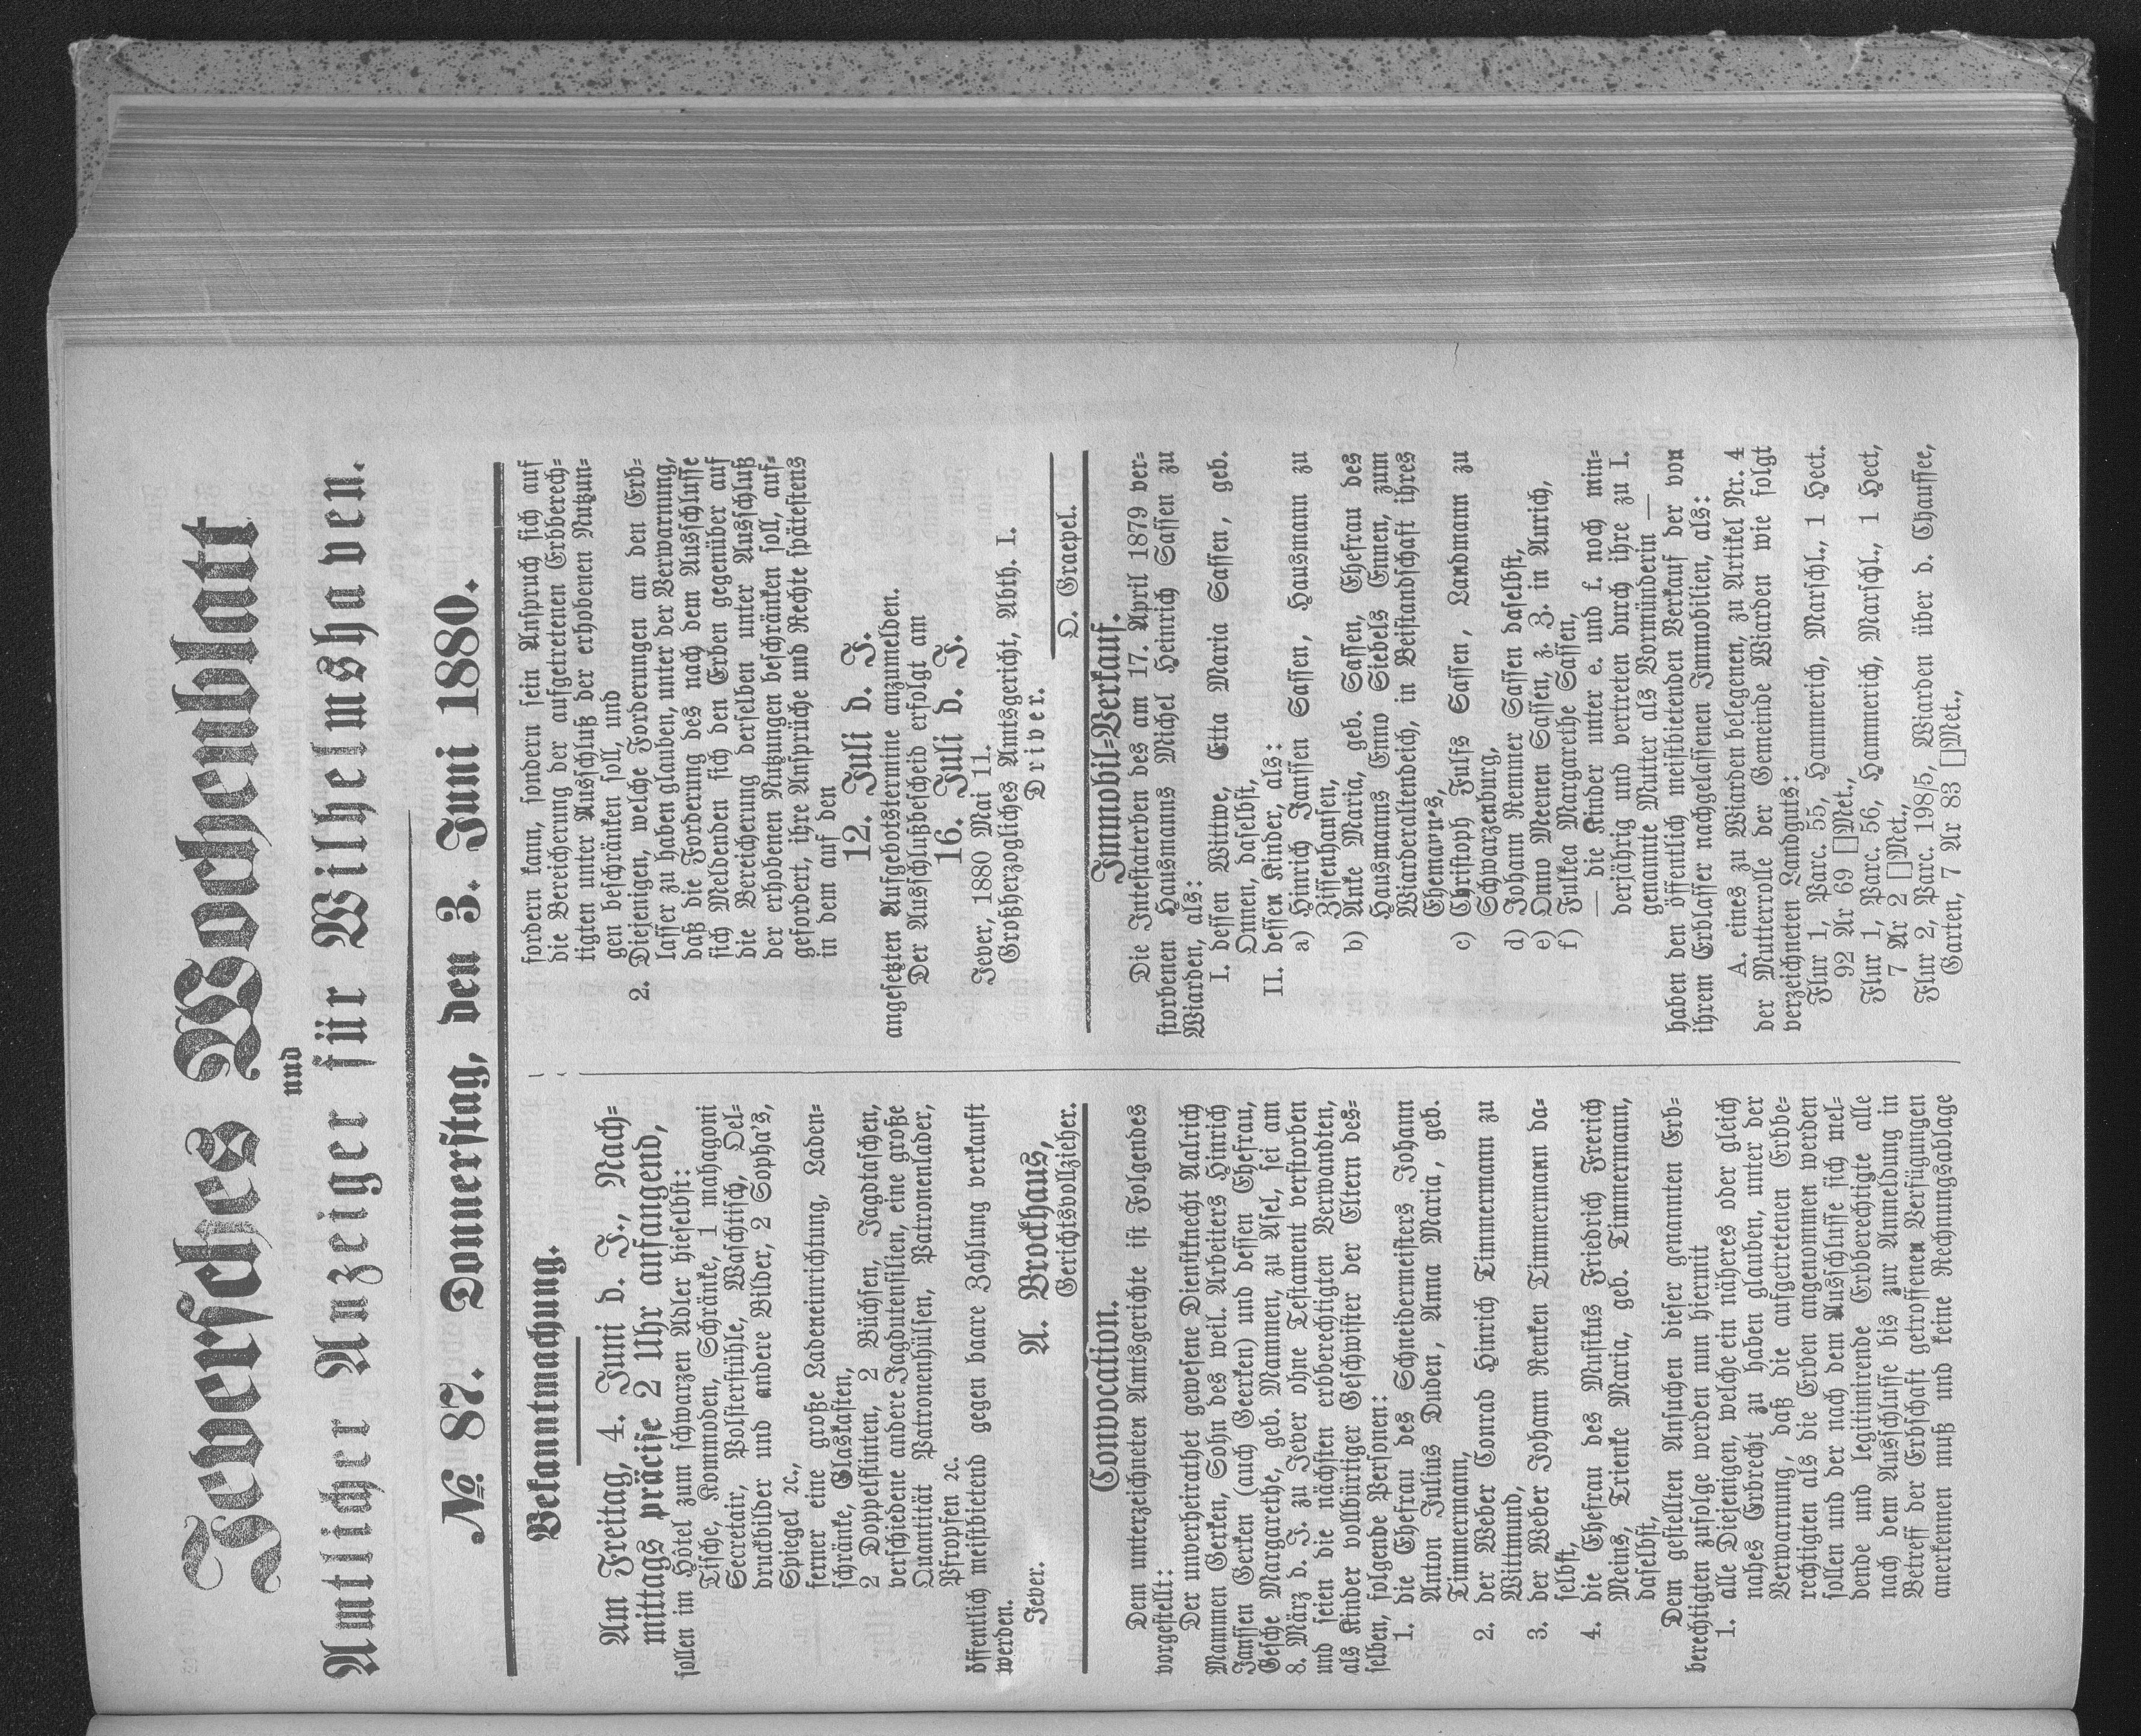 Jeversches Wochenblatt
und
Amtlicher Anzeiger für Wilhelmshaven.
№ 87. Donnerstag, den 3. Juni 1880.
Bekanntmachung.
Am Freitag, 4. Juni d. J., Nach-
mittags präcise 2 Uhr anfangend,
sollen im Hôtel zum schwarzen Adler hieselbst:
Tische, Kommoden, Schränke, 1 mahagoni
Secretair, Polsterstühle, Waschtisch, Oel-
druckbilder und andere Bilder, 2 Sopha's,
Spiegel ꝛc.,
ferner eine große Ladeneinrichtung, Laden-
schränke, Glaskasten,
2 Doppelflinten, 2 Büchsen, Jagdtaschen,
verschiedene andere Jagdutensilien, eine große
Quantität Patronenhülsen, Patronenlader,
Pfropfen ꝛc.
öffentlich meistbietend gegen baare Zahlung verkauft
werden.
Jever. A. Brockhaus,
Gerichtsvollzieher.
Convocation.
Dem unterzeichneten Amtsgerichte ist Folgendes
vorgestellt:
Der unverheirathet gewesene Dienstknecht Aalrich
Mammen Gerken, Sohn des weil. Arbeiters Hinrich
Janssen Gerken (auch Geerken) und dessen Ehefrau,
Gesche Margarethe, geb. Mammen, zu Asel, sei am
8. März d. J. zu Jever ohne Testament verstorben
und seien die nächsten erbberechtigten Verwandten,
als Kinder vollbürtiger Geschwister der Eltern des-
selben, folgende Personen:
1. die Ehefrau des Schneidermeisters Johann
Anton Julius Duden, Anna Maria, geb.
Timmermann,
2. der Weber Conrad Hinrich Timmermann zu
Wittmund,
3. der Weber Johann Renken Timmermann da-
selbst,
4. die Ehefrau des Musikus Friedrich Frerich
Meins, Trienke Maria, geb. Timmermann,
daselbst,
Dem gestellten Ansuchen dieser genannten Erb-
berechtigten zufolge werden nun hiermit
1. alle Diejenigen, welche ein näheres oder gleich
nahes Erbrecht zu haben glauben, unter der
Verwarnung, daß die aufgetretenen Erbbe-
rechtigten als die Erben angenommen werden
sollen und der nach dem Ausschlusse sich mel-
dende und legitimirende Erbberechtigte alle
nach dem Ausschlusse bis zur Anmeldung in
Betreff der Erbschaft getroffenen Verfügungen
anerkennen muß und keine Rechnungsablage
fordern kann, sondern sein Anspruch sich auf
die Bereicherung der aufgetretenen Erbberech-
tigten unter Ausschluß der erhobenen Nutzun-
gen beschränken soll, und
2. Diejenigen, welche Forderungen an den Erb-
lasser zu haben glauben, unter der Verwarnung,
daß die Forderung des nach dem Ausschlusse
sich Meldenden sich den Erben gegenüber auf
die Bereicherung derselben unter Ausschluß
der erhobenen Nutzungen beschränken soll, auf-
gefordert, ihre Ansprüche und Rechte spätestens
in dem auf den
12. Juli d. J.
angesetzten Aufgebotstermine anzumelden.
Der Ausschlußbescheid erfolgt am
16. Juli d. J.
Jever, 1880 Mai 11.
Großherzogliches Amtsgericht, Abth. I.
Driver.
D. Graepel.
Immobil-Verkauf.
Die Intestaterben des am 17. April 1879 ver-
storbenen Hausmanns Michel Heinrich Sassen zu
Wiarden, als:
I. dessen Wittwe, Etta Maria Sassen, geb.
Onnen, daselbst,
II. dessen Kinder, als:
a) Hinrich Janssen Sassen, Hausmann zu
Zissenhausen,
b) Anke Maria, geb. Sassen, Ehefrau des
Hausmanns Enno Siebels Ennen, zum
Wiarderaltendeich, in Beistandschaft ihres
Ehemannes,
c) Christoph Fulfs Sassen, Landmann zu
Schwarzenburg,
d) Johann Remmer Sassen daselbst,
e) Onno Meenen Sassen, z. Z. in Aurich,
f) Fulkea Margarethe Sassen,
— die Kinder unter e. und f. noch min-
derjährig und vertreten durch ihre zu I.
genannte Mutter als Vormünderin —
haben den öffentlich meistbietenden Verkauf der von
ihrem Erblasser nachgelassenen Immobilien, als:
A. eines zu Wiarden belegenen, zu Artikel Nr. 4
der Mutterrolle der Gemeinde Wiarden wie folgt
verzeichneten Landguts:
Flur 1, Parc. 55, Hammerich, Marschl., 1 Hect.
92 Ar 69 □Met.,
Flur 1, Parc. 56, Hammerich, Marschl., 1 Hect,
7 Ar 2 □Met.,
Flur 2, Parc. 198/5, Wiarden über d. Chaussee,
Garten, 7 Ar 83 □Met.,